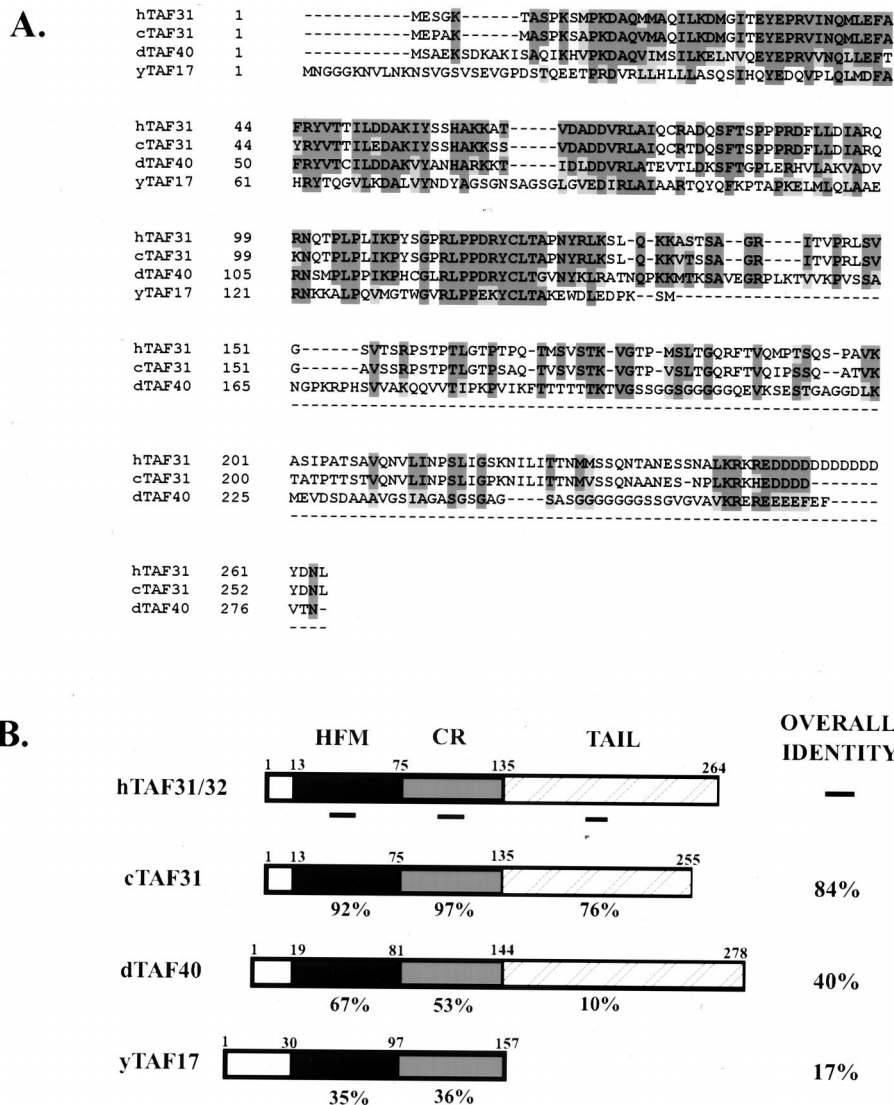 A.
hTAF31 1 ------------MESGK------TASPKSMPKDAQMMAQILKDMGITEYEPRVINQMLEFA
cTAF31 1 ------------MEPAK------MASPKSAPKDAQVMAQILKDMGITEYEPRVINQMLEFA
dTAF40 1 ------------MSAEKSDKAKISAQIKHVPKDAQVIMSILKELNVQEYEPRVVNQLLEFT
yTAF17 1 MNGGGKNVLNKNSVGSVSEVGPDSTQEETPRDVRLLHLLLASQSIHQYEDQVPLQLMDFA
hTAF31 44 FRYVTTILDDAKIYSSHAKKAT-----VDADDVRLAIQCRADQSFTSPPPRDFLLDIARQ
cTAF31 44 YRYVTTILEDAKIYSSHAKKSS-----VDADDVRLAIQCRTDQSFTSPPPRDFLLDIARQ
dTAF40 50 FRYVTCILDDAKVYANHARKKT-----IDLDDVRLATEVTLDKSFTGPLERHVLAKVADV
yTAF17 61 HRYTQGVLKDALVYNDYAGSGNSAGSGLGVEDIRLAIAARTQYQFKPTAPKELMLQLAAE
hTAF31 99 RNQTPLPLIKPYSGPRLPPDRYCLTAPNYRLKSL-Q-KKASTSA--GR----ITVPRLSV
cTAF31 99 KNQTPLPLIKPYSGPRLPPDRYCLTAPNYRLKSL-Q-KKVTSSA--GR----ITVPRLSV
dTAF40 105 RNSMPLPPIKPHCGLRLPPDRYCLTGVNYKLRATNQPKKMTKSAVEGRPLKTVVKPVSSA
yTAF17 121 RNKKALPQVMGTWGVRLPPEKYCLTAKEWDLEDPK--SM---------------------
hTAF31 151 G------SVTSRPSTPTLGTPTPQ-TMSVSTK-VGTP-MSLTGQRFTVQMPTSQS-PAVK
cTAF31 151 G------AVSSRPSTPTLGTPSAQ-TVSVSTK-VGTP-VSLTGQRFTVQIPSSQ--ATVK
dTAF40 165 NGPKRPHSVVAKQQVVTIPKPVIKFTTTTTTKTVGSSGGSGGGGGQEVKSESTGAGGDLK
------------------------------------------------------------
hTAF31 201 ASIPATSAVQNVLINPSLIGSKNILITTNMMSSQNTANESSNALKRKREDDDDDDDDDDD
cTAF31 200 TATPTTSTVQNVLINPSLIGPKNILITTNMVSSQNAANES-NPLKRKHEDDDD-------
dTAF40 225 MEVDSDAAAVGSIAGASGSGAG----SASGGGGGGGSSGVGVAVKREREEEEFEF-----
------------------------------------------------------------
hTAF31 261 YDNL
cTAF31 252 YDNL
dTAF40 276 VTN-
----
B.
HFM CR TAIL OVERALL IDENTITY
1 13 75 135 264
hTAF31/32
1 13 75 135 255
cTAF31
92% 97% 76% 84%
1 19 81 144 278
dTAF40
67% 53% 10% 40%
1 30 97 157
yTAF17
35% 36% 17%